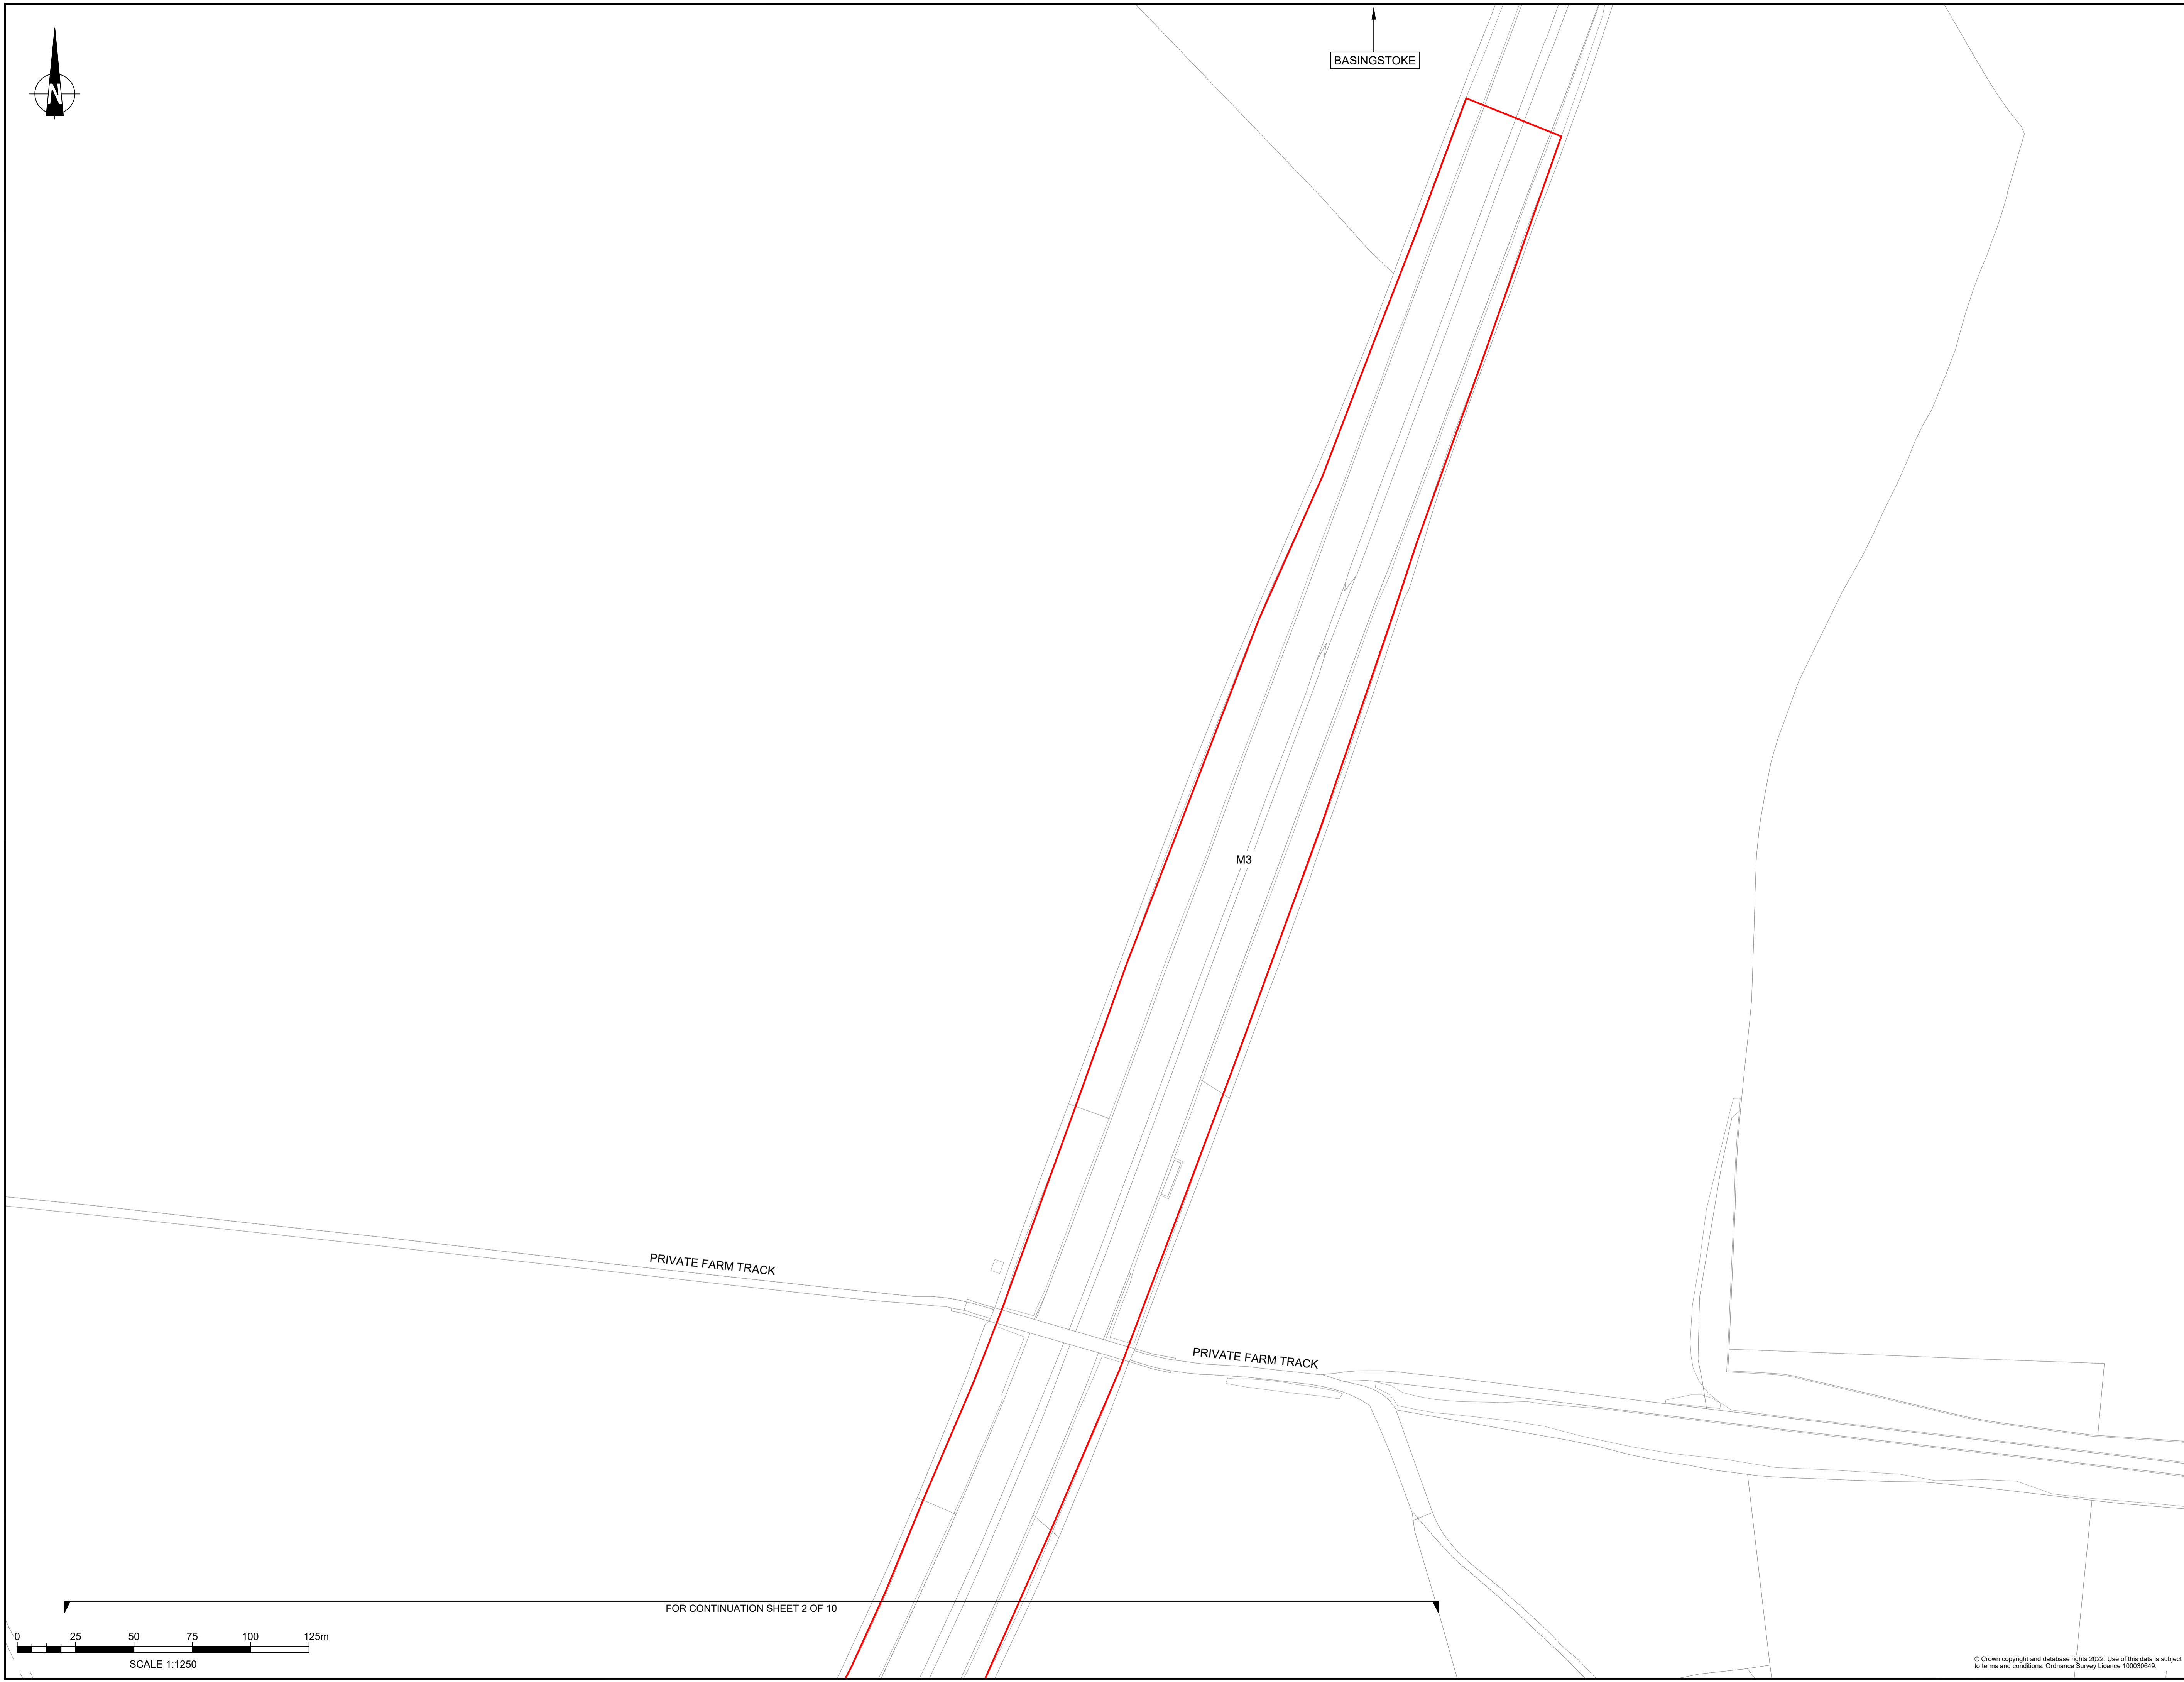 BASINGSTOKE
N
M3
PRIVATE FARM TRACK
PRIVATE FARM TRACK
FOR CONTINUATION SHEET 2 OF 10
0 25 50 75 100 125m
SCALE 1:1250
© Crown copyright and database rights 2022. Use of this data is subject
to terms and conditions. Ordnance Survey Licence 100030649.